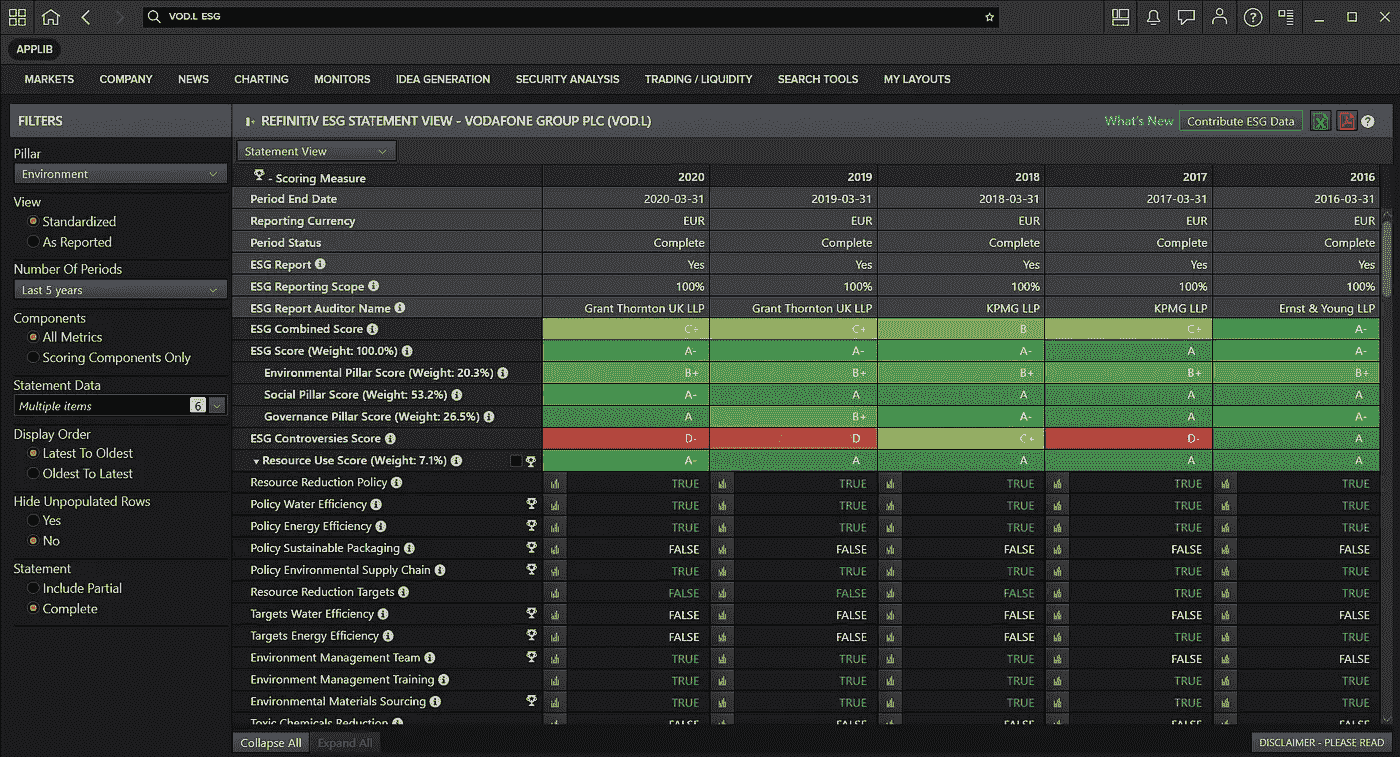 VOD.L ESG
APPLIB
MARKETS COMPANY NEWS CHARTING MONITORS IDEA GENERATION SECURITY ANALYSIS TRADING / LIQUIDITY SEARCH TOOLS MY LAYOUTS
FILTERS
Pillar
Environment
View
Standardized
As Reported
Number Of Periods
Last 5 years
Components
All Metrics
Scoring Components Only
Statement Data
Multiple items 6
Display Order
Latest To Oldest
Oldest To Latest
Hide Unpopulated Rows
Yes
No
Statement
Include Partial
Complete
REFINITIV ESG STATEMENT VIEW - VODAFONE GROUP PLC (VOD.L) What's New Contribute ESG Data
Statement View
- Scoring Measure 2020 2019 2018 2017 2016
Period End Date 2020-03-31 2019-03-31 2018-03-31 2017-03-31 2016-03-31
Reporting Currency EUR EUR EUR EUR EUR
Period Status Complete Complete Complete Complete Complete
ESG Report Yes Yes Yes Yes Yes
ESG Reporting Scope 100% 100% 100% 100% 100%
ESG Report Auditor Name Grant Thornton UK LLP Grant Thornton UK LLP KPMG LLP KPMG LLP Ernst & Young LLP
ESG Combined Score C+ C+ B C+ A-
ESG Score (Weight: 100.0%) A- A- A- A A-
Environmental Pillar Score (Weight: 20.3%) B+ B+ B+ B+ B+
Social Pillar Score (Weight: 53.2%) A- A A A A
Governance Pillar Score (Weight: 26.5%) A B+ A- A A-
ESG Controversies Score D- D C+ D- A
Resource Use Score (Weight: 7.1%) A- A A A A
Resource Reduction Policy TRUE TRUE TRUE TRUE TRUE
Policy Water Efficiency TRUE TRUE TRUE TRUE TRUE
Policy Energy Efficiency TRUE TRUE TRUE TRUE TRUE
Policy Sustainable Packaging FALSE FALSE FALSE FALSE FALSE
Policy Environmental Supply Chain TRUE TRUE TRUE TRUE TRUE
Resource Reduction Targets FALSE FALSE FALSE TRUE TRUE
Targets Water Efficiency FALSE FALSE FALSE FALSE FALSE
Targets Energy Efficiency FALSE FALSE FALSE TRUE TRUE
Environment Management Team TRUE TRUE TRUE FALSE FALSE
Environment Management Training TRUE TRUE TRUE TRUE TRUE
Environmental Materials Sourcing TRUE TRUE TRUE TRUE TRUE
Toxic Chemicals Reduction FALSE FALSE FALSE FALSE FALSE
Collapse All Expand All DISCLAIMER - PLEASE READ